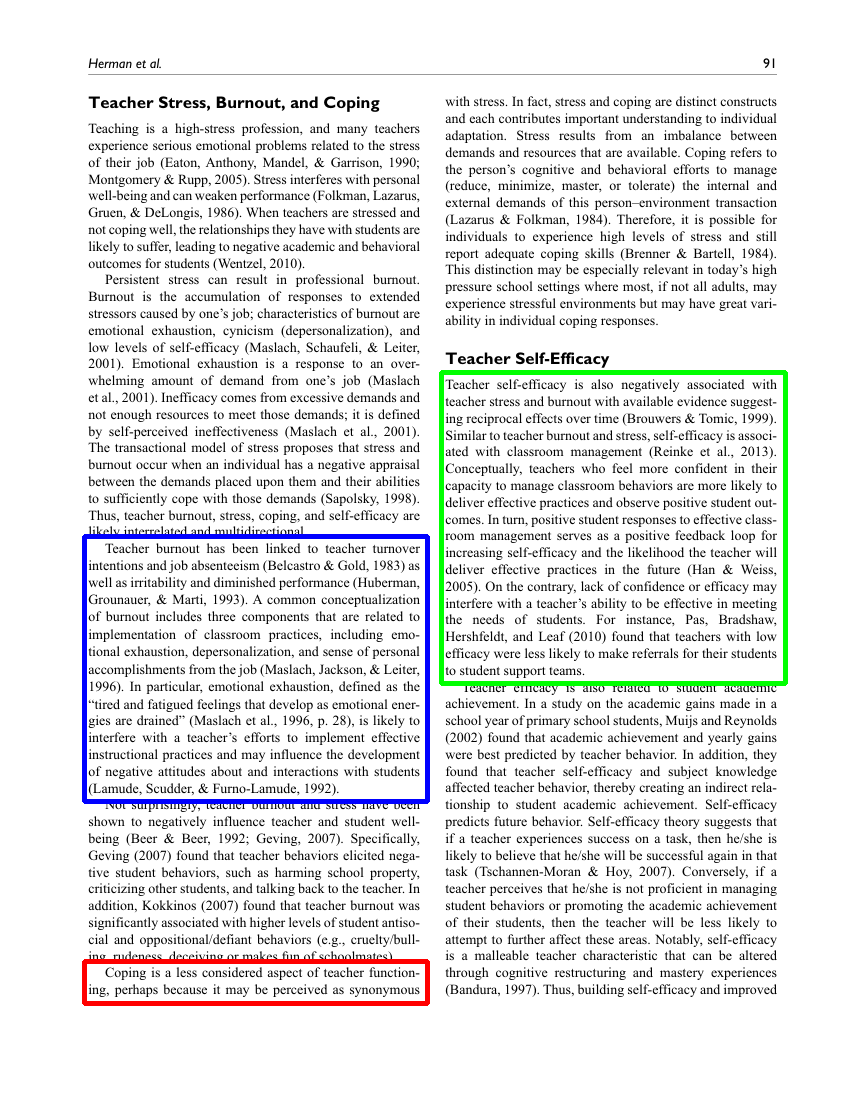 Herman et al.
91
Teacher Stress, Burnout, and Coping
Teaching is a high-stress profession, and many teachers
experience serious emotional problems related to the stress
of their job (Eaton, Anthony, Mandel, & Garrison, 1990;
Montgomery & Rupp, 2005). Stress interferes with personal
well-being and can weaken performance (Folkman, Lazarus,
Gruen, & DeLongis, 1986). When teachers are stressed and
not coping well, the relationships they have with students are
likely to suffer, leading to negative academic and behavioral
outcomes for students (Wentzel, 2010).
Persistent stress can result in professional burnout.
Burnout is the accumulation of responses to extended
stressors caused by one's job; characteristics of burnout are
emotional exhaustion, cynicism (depersonalization), and
low levels of self-efficacy (Maslach, Schaufeli, & Leiter,
2001). Emotional exhaustion is a response to an over-
whelming amount of demand from one's job (Maslach
et al., 2001). Inefficacy comes from excessive demands and
not enough resources to meet those demands; it is defined
by self-perceived ineffectiveness (Maslach et al., 2001).
The transactional model of stress proposes that stress and
burnout occur when an individual has a negative appraisal
between the demands placed upon them and their abilities
to sufficiently cope with those demands (Sapolsky, 1998).
Thus, teacher burnout, stress, coping, and self-efficacy are
likely interrelated and multidirectional.
Teacher burnout has been linked to teacher turnover
intentions and job absenteeism (Belcastro & Gold, 1983) as
well as irritability and diminished performance (Huberman,
Grounauer, & Marti, 1993). A common conceptualization
of burnout includes three components that are related to
implementation of classroom practices, including emo-
tional exhaustion, depersonalization, and sense of personal
accomplishments from the job (Maslach, Jackson, & Leiter,
1996). In particular, emotional exhaustion, defined as the
“tired and fatigued feelings that develop as emotional ener-
gies are drained” (Maslach et al., 1996, p. 28), is likely to
interfere with a teacher's efforts to implement effective
instructional practices and may influence the development
of negative attitudes about and interactions with students
(Lamude, Scudder, & Furno-Lamude, 1992).
Not surprisingly, teacher burnout and stress have been
shown to negatively influence teacher and student well-
being (Beer & Beer, 1992; Geving, 2007). Specifically,
Geving (2007) found that teacher behaviors elicited nega-
tive student behaviors, such as harming school property,
criticizing other students, and talking back to the teacher. In
addition, Kokkinos (2007) found that teacher burnout was
significantly associated with higher levels of student antiso-
cial and oppositional/defiant behaviors (e.g., cruelty/bull-
ing, rudeness, deceiving or makes fun of schoolmates).
Coping is a less considered aspect of teacher function-
ing, perhaps because it may be perceived as synonymous
with stress. In fact, stress and coping are distinct constructs
and each contributes important understanding to individual
adaptation. Stress results from an imbalance between
demands and resources that are available. Coping refers to
the person's cognitive and behavioral efforts to manage
(reduce, minimize, master, or tolerate) the internal and
external demands of this person–environment transaction
(Lazarus & Folkman, 1984). Therefore, it is possible for
individuals to experience high levels of stress and still
report adequate coping skills (Brenner & Bartell, 1984).
This distinction may be especially relevant in today's high
pressure school settings where most, if not all adults, may
experience stressful environments but may have great vari-
ability in individual coping responses.
Teacher Self-Efficacy
Teacher self-efficacy is also negatively associated with
teacher stress and burnout with available evidence suggest-
ing reciprocal effects over time (Brouwers & Tomic, 1999).
Similar to teacher burnout and stress, self-efficacy is associ-
ated with classroom management (Reinke et al., 2013).
Conceptually, teachers who feel more confident in their
capacity to manage classroom behaviors are more likely to
deliver effective practices and observe positive student out-
comes. In turn, positive student responses to effective class-
room management serves as a positive feedback loop for
increasing self-efficacy and the likelihood the teacher will
deliver effective practices in the future (Han & Weiss,
2005). On the contrary, lack of confidence or efficacy may
interfere with a teacher's ability to be effective in meeting
the needs of students. For instance, Pas, Bradshaw,
Hershfeldt, and Leaf (2010) found that teachers with low
efficacy were less likely to make referrals for their students
to student support teams.
Teacher efficacy is also related to student academic
achievement. In a study on the academic gains made in a
school year of primary school students, Muijs and Reynolds
(2002) found that academic achievement and yearly gains
were best predicted by teacher behavior. In addition, they
found that teacher self-efficacy and subject knowledge
affected teacher behavior, thereby creating an indirect rela-
tionship to student academic achievement. Self-efficacy
predicts future behavior. Self-efficacy theory suggests that
if a teacher experiences success on a task, then he/she is
likely to believe that he/she will be successful again in that
task (Tschannen-Moran & Hoy, 2007). Conversely, if a
teacher perceives that he/she is not proficient in managing
student behaviors or promoting the academic achievement
of their students, then the teacher will be less likely to
attempt to further affect these areas. Notably, self-efficacy
is a malleable teacher characteristic that can be altered
through cognitive restructuring and mastery experiences
(Bandura, 1997). Thus, building self-efficacy and improved